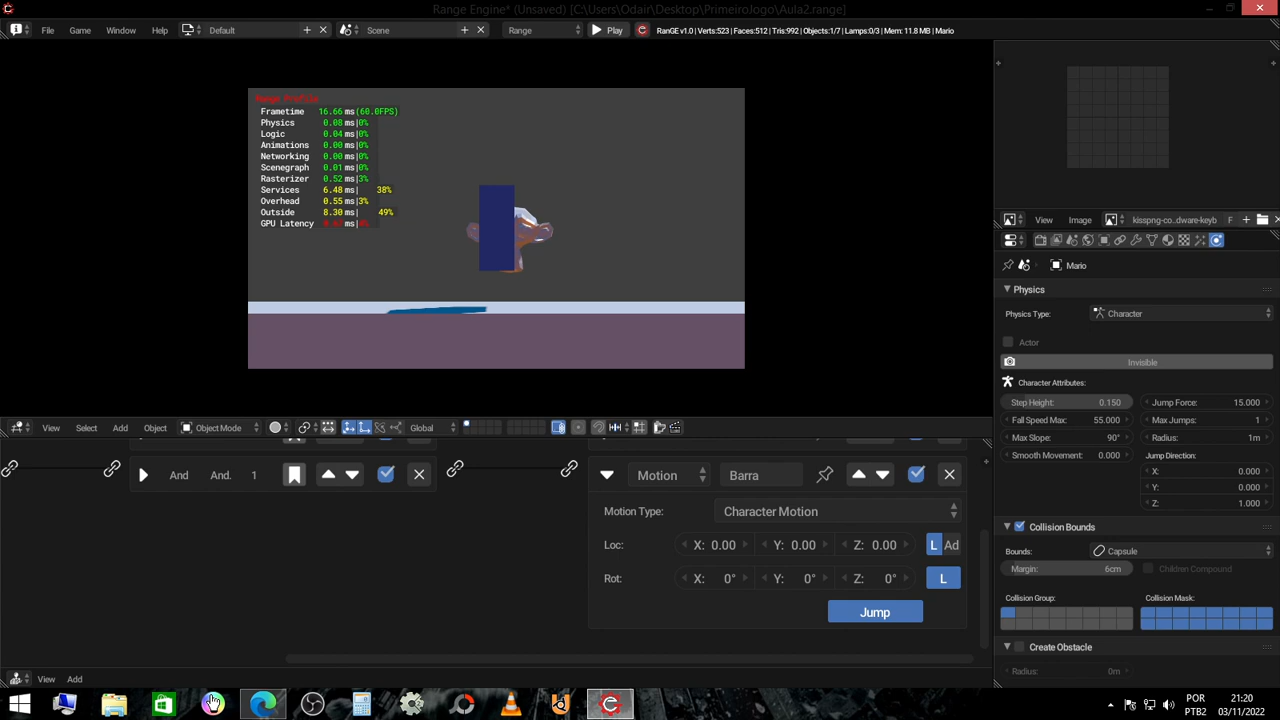 Range Engine* (Unsaved) [C:\Users\Odair\Desktop\PrimeiroJogo\Aula2.range]
File Game Window Help Default Scene Range Play RanGE v1.0 | Verts:523 | Faces:512 | Tris:992 | Objects:1/7 | Lamps:0/3 | Mem: 11.8 MB | Mario
Range Profile
Frametime 16.66 ms(60.0FPS)
Physics 0.08 ms|0%
Logic 0.04 ms|0%
Animations 0.00 ms|0%
Networking 0.00 ms|0%
Scenegraph 0.01 ms|0%
Rasterizer 0.52 ms|3%
Services 6.48 ms| 38%
Overhead 0.55 ms|3%
Outside 8.30 ms| 49%
GPU Latency
View Image kisspng-co...dware-keyb F
Mario
Physics
Physics Type: Character
Actor
Invisible
Character Attributes:
Step Height: 0.150 Jump Force: 15.000
Fall Speed Max: 55.000 Max Jumps: 1
Max Slope: 90° Radius: 1m
Smooth Movement: 0.000 Jump Direction:
X: 0.000
Y: 0.000
Z: 1.000
Collision Bounds
Bounds: Capsule
Margin: 6cm Children Compound
Collision Group: Collision Mask:
Create Obstacle
Radius: 0m
View Select Add Object Object Mode Global
And And. 1 Motion Barra
Motion Type: Character Motion
Loc: X: 0.00 Y: 0.00 Z: 0.00 L Ad
Rot: X: 0° Y: 0° Z: 0° L
Jump
View Add
POR 21:20
PTB2 03/11/2022